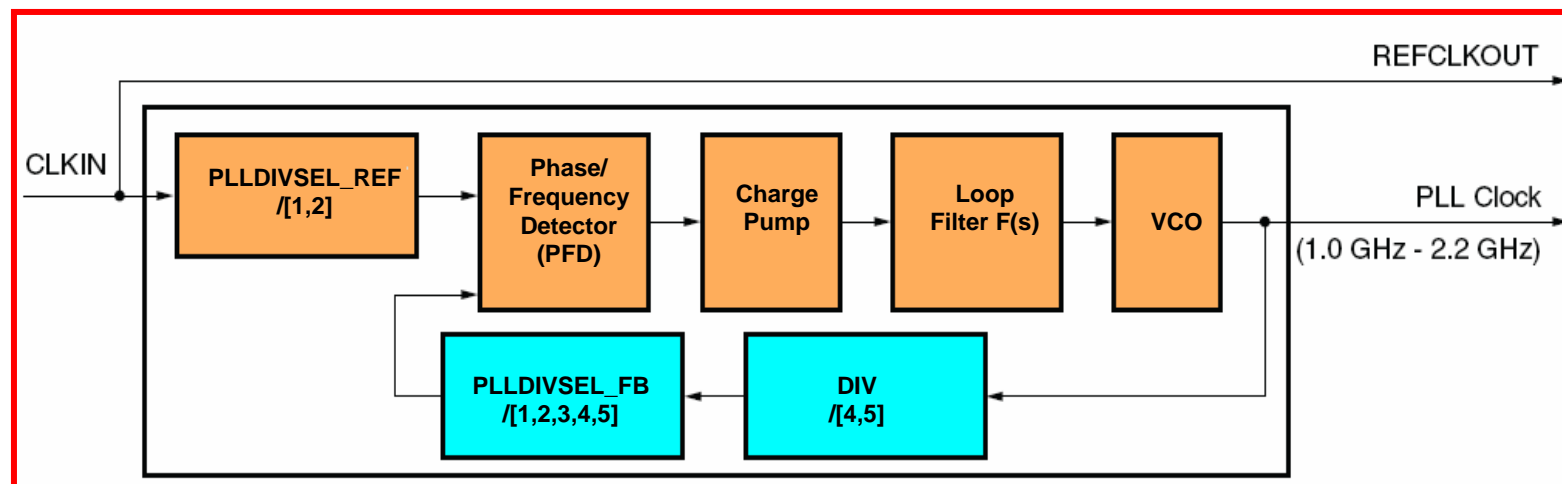 REFCLKOUT
CLKIN
PLLDIVSEL_REF
/[1,2]
Phase/
Frequency
Detector
(PFD)
Charge
Pump
Loop
Filter F(s)
VCO
PLL Clock
(1.0 GHz - 2.2 GHz)
PLLDIVSEL_FB
/[1,2,3,4,5]
DIV
/[4,5]